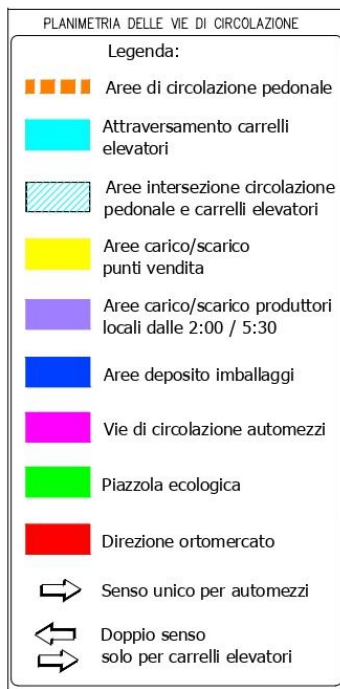 PLANIMETRIA DELLE VIE DI CIRCOLAZIONE
Legenda:
Aree di circolazione pedonale
Attraversamento carrelli
elevatori
Aree intersezione circolazione
pedonale e carrelli elevatori
Aree carico/scarico
punti vendita
Aree carico/scarico produttori
locali dalle 2:00 / 5:30
Aree deposito imballaggi
Vie di circolazione automezzi
Piazzola ecologica
Direzione ortomercato
Senso unico per automezzi
Doppio senso
solo per carrelli elevatori